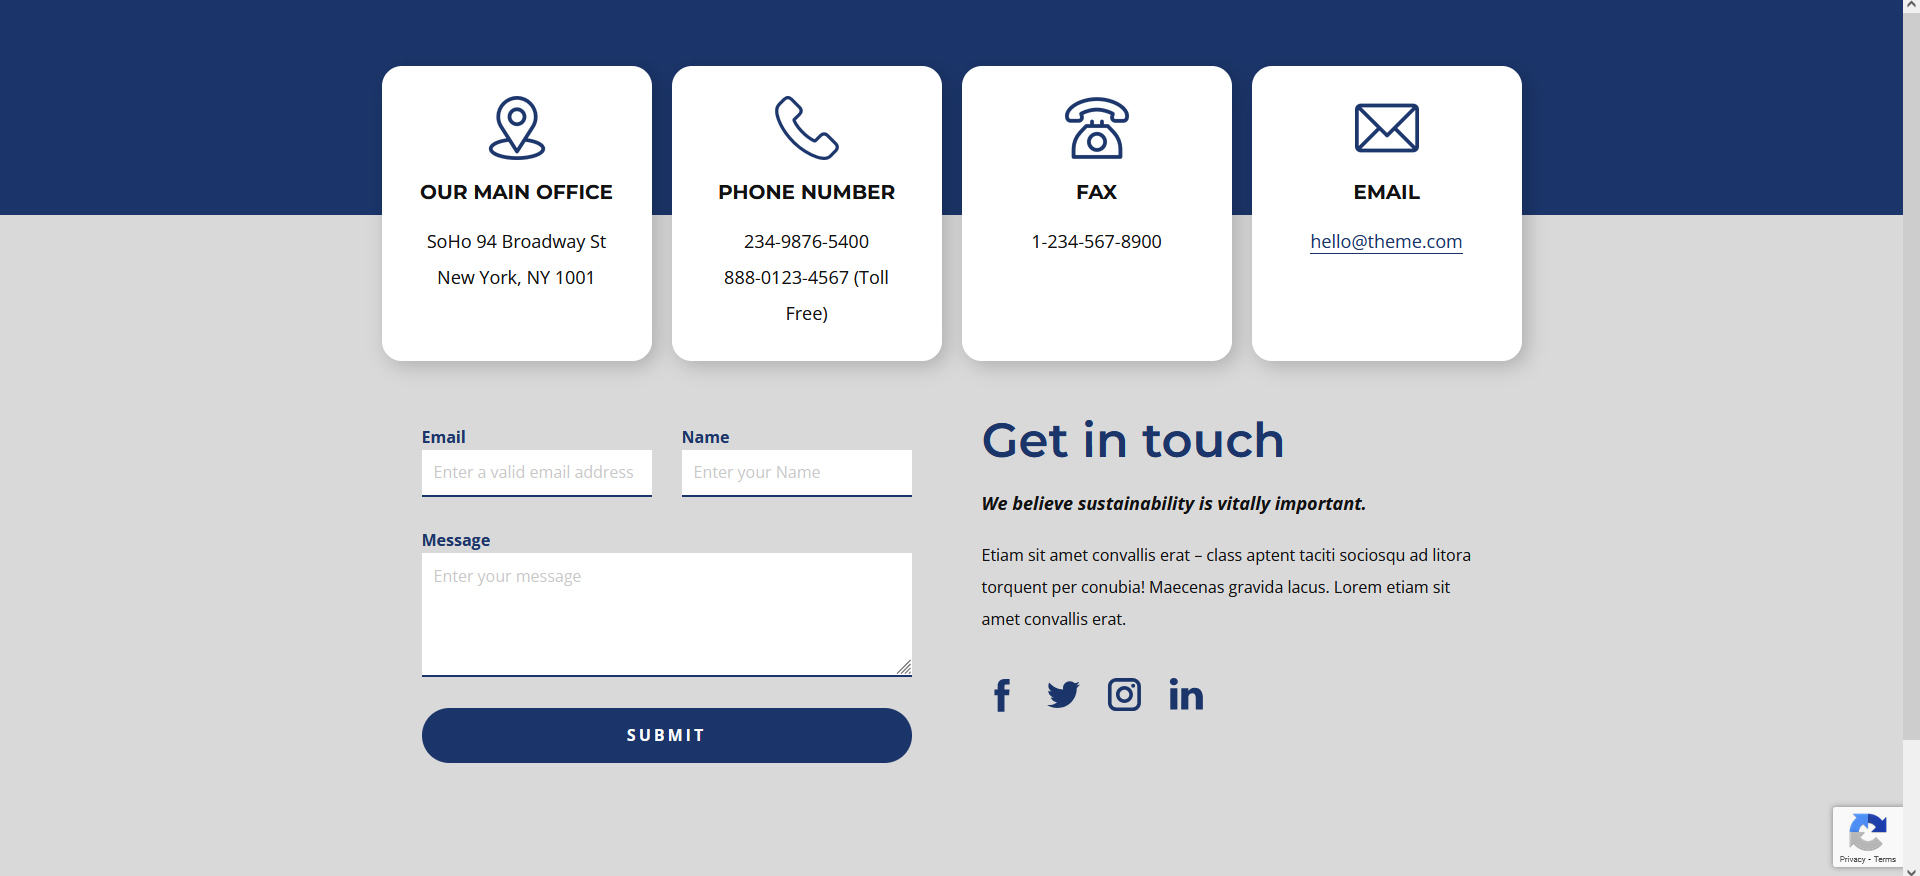 OUR MAIN OFFICE
SoHo 94 Broadway St
New York, NY 1001
PHONE NUMBER
234-9876-5400
888-0123-4567 (Toll
Free)
FAX
1-234-567-8900
EMAIL
hello@theme.com
Email
Enter a valid email address
Name
Enter your Name
Message
Enter your message
SUBMIT
Get in touch
We believe sustainability is vitally important.
Etiam sit amet convallis erat – class aptent taciti sociosqu ad litora
torquent per conubia! Maecenas gravida lacus. Lorem etiam sit
amet convallis erat.
Privacy - Terms